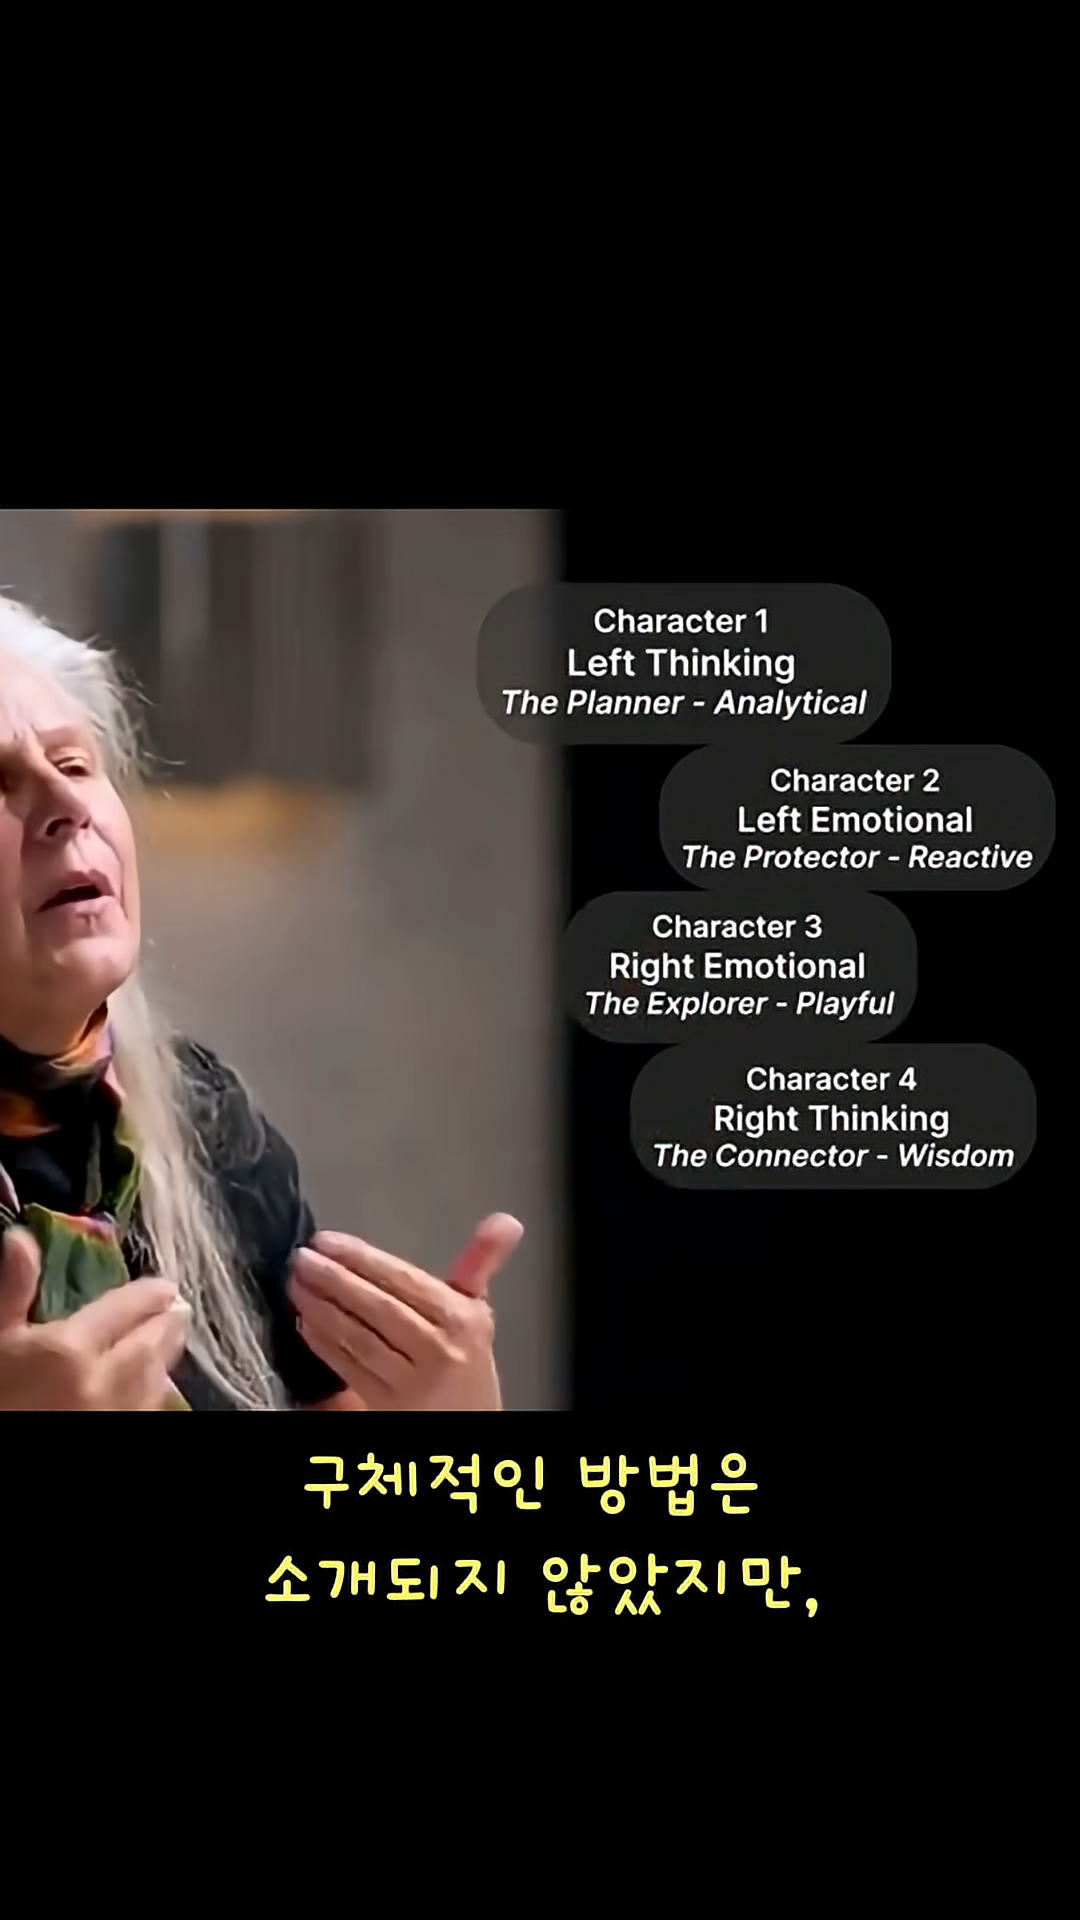 Character 1
Left Thinking
The Planner - Analytical
Character 2
Left Emotional
The Protector - Reactive
Character 3
Right Emotional
The Explorer - Playful
Character 4
Right Thinking
The Connector - Wisdom
구체적인 방법은
소개되지 않았지만,